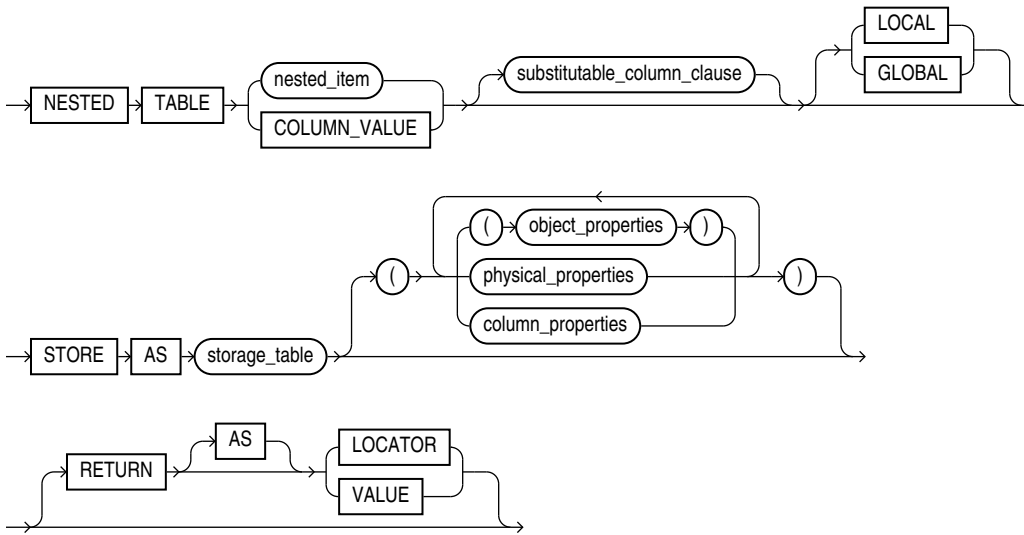 LOCAL
substitutable_column_clause
nested_item
GLOBAL
NESTED TABLE
COLUMN_VALUE
( object_properties )
( physical_properties )
column_properties
STORE AS storage_table
AS LOCATOR
RETURN
VALUE